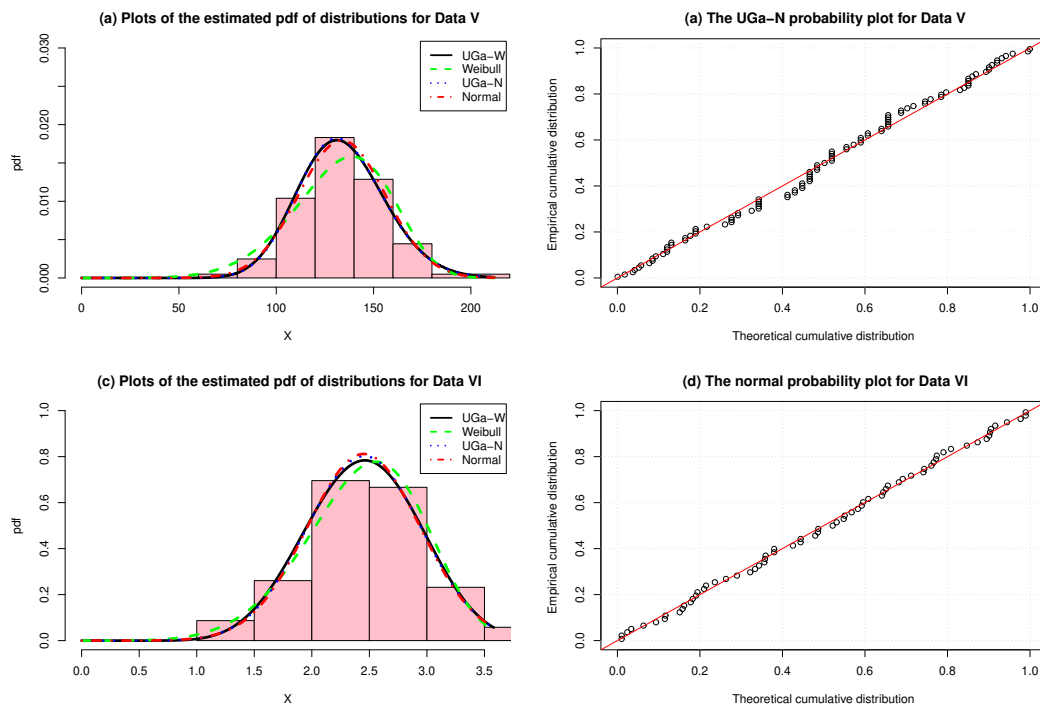 (a) Plots of the estimated pdf of distributions for Data V
pdf
0.000 0.010 0.020 0.030
UGa−W
Weibull
UGa−N
Normal
0 50 100 150 200
X
(a) The UGa−N probability plot for Data V
Empirical cumulative distribution
0.0 0.2 0.4 0.6 0.8 1.0
0.0 0.2 0.4 0.6 0.8 1.0
Theoretical cumulative distribution
(c) Plots of the estimated pdf of distributions for Data VI
pdf
0.0 0.2 0.4 0.6 0.8 1.0
UGa−W
Weibull
UGa−N
Normal
0.0 0.5 1.0 1.5 2.0 2.5 3.0 3.5
X
(d) The normal probability plot for Data VI
Empirical cumulative distribution
0.0 0.2 0.4 0.6 0.8 1.0
0.0 0.2 0.4 0.6 0.8 1.0
Theoretical cumulative distribution